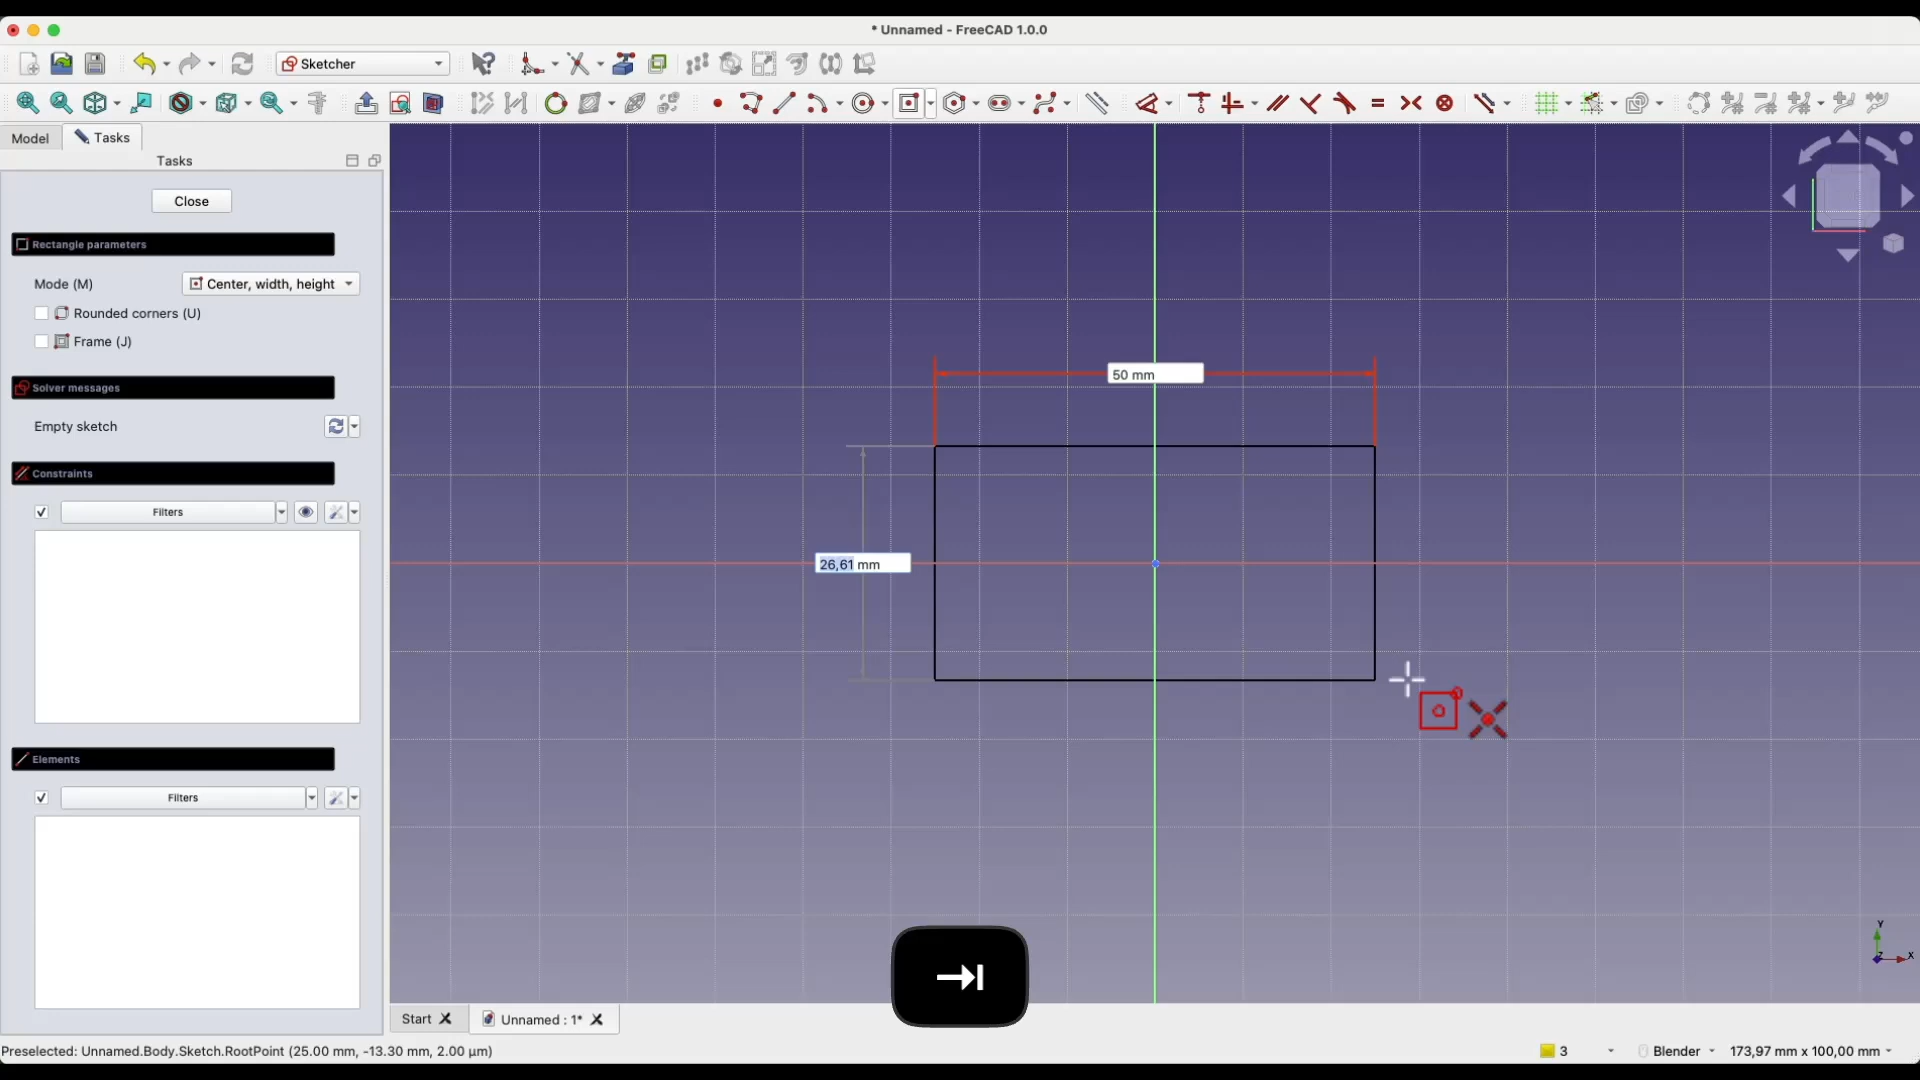 * Unnamed - FreeCAD 1.0.0
Sketcher
Model
Tasks
Tasks
Close
Rectangle parameters
Mode (M)
Center, width, height
Rounded corners (U)
Frame (J)
Solver messages
Empty sketch
Constraints
Filters
Elements
Filters
50 mm
26,61 mm
Y
Z
X
Start
Unnamed : 1*
Preselected: Unnamed.Body.Sketch.RootPoint (25.00 mm, -13.30 mm, 2.00 µm)
3
Blender
173,97 mm x 100,00 mm